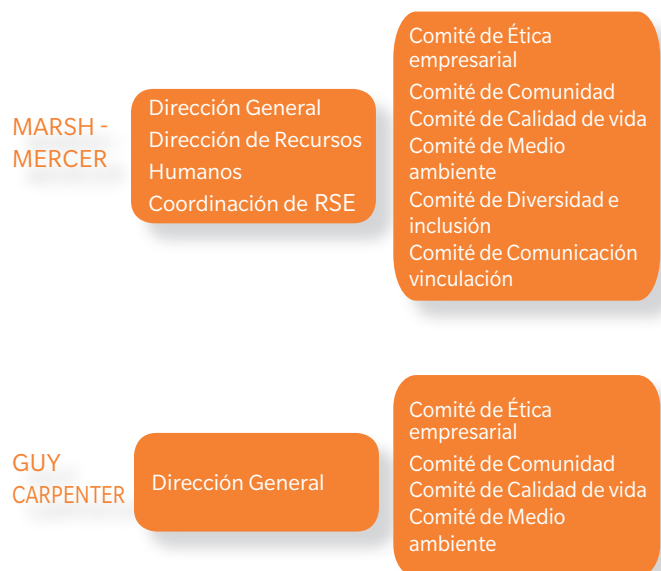 MARSH -
MERCER
Dirección General
Dirección de Recursos
Humanos
Coordinación de RSE
Comité de Ética
empresarial
Comité de Comunidad
Comité de Calidad de vida
Comité de Medio
ambiente
Comité de Diversidad e
inclusión
Comité de Comunicación
vinculación
GUY
CARPENTER
Dirección General
Comité de Ética
empresarial
Comité de Comunidad
Comité de Calidad de vida
Comité de Medio
ambiente